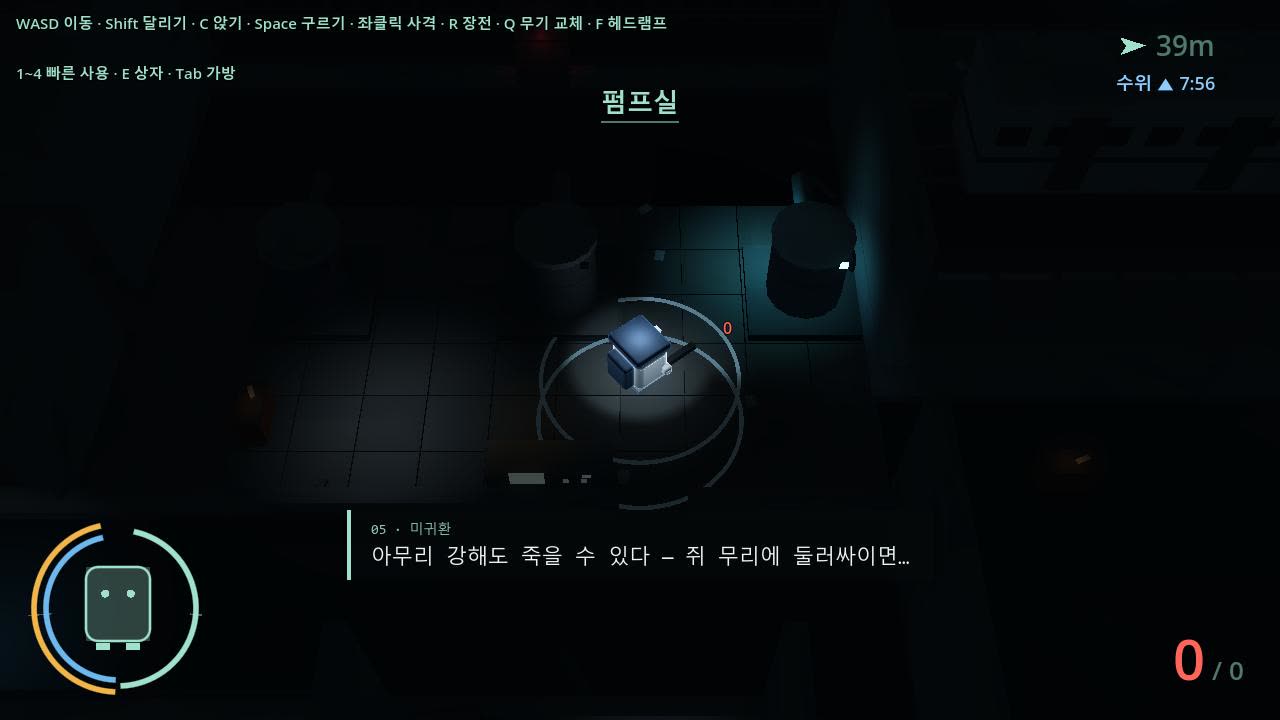 WASD 이동 · Shift 달리기 · C 앉기 · Space 구르기 · 좌클릭 사격 · R 장전 · Q 무기 교체 · F 헤드램프
39m
1~4 빠른 사용 · E 상자 · Tab 가방
수위 ▲ 7:56
펌프실
0
05 · 미귀환
아무리 강해도 죽을 수 있다 — 쥐 무리에 둘러싸이면…
0 / 0